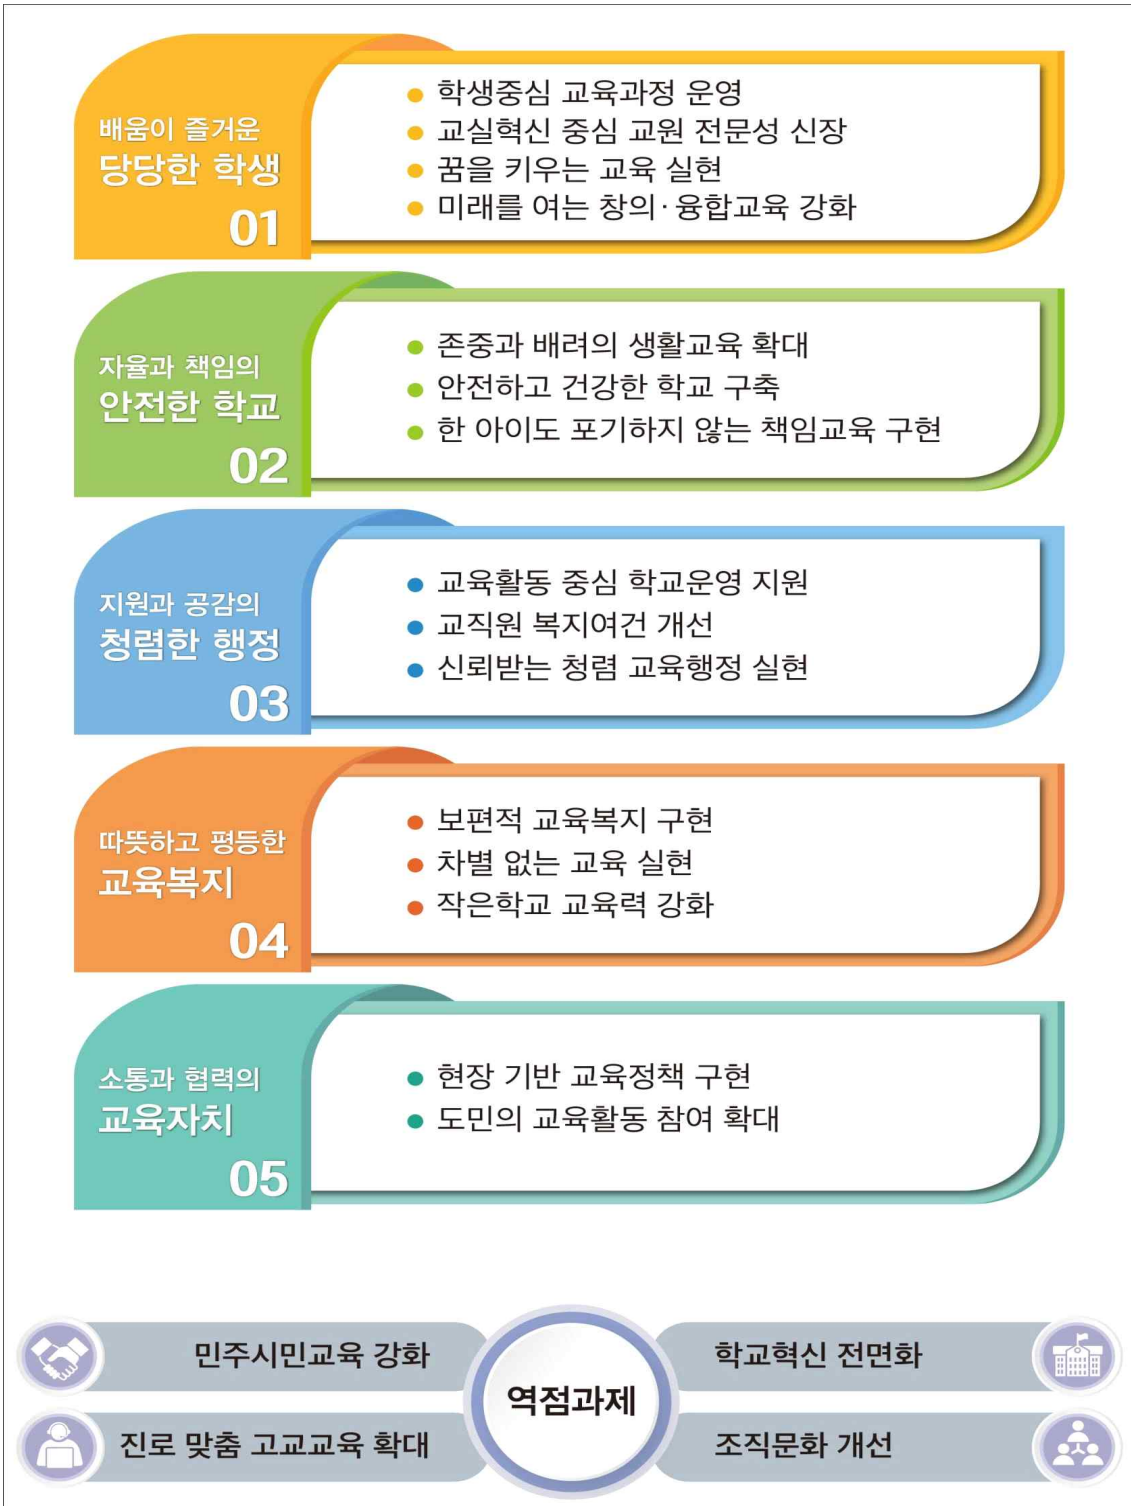 배움이 즐거운
당당한 학생
01
● 학생중심 교육과정 운영
● 교실혁신 중심 교원 전문성 신장
● 꿈을 키우는 교육 실현
● 미래를 여는 창의·융합교육 강화
자율과 책임의
안전한 학교
02
● 존중과 배려의 생활교육 확대
● 안전하고 건강한 학교 구축
● 한 아이도 포기하지 않는 책임교육 구현
지원과 공감의
청렴한 행정
03
● 교육활동 중심 학교운영 지원
● 교직원 복지여건 개선
● 신뢰받는 청렴 교육행정 실현
따뜻하고 평등한
교육복지
04
● 보편적 교육복지 구현
● 차별 없는 교육 실현
● 작은학교 교육력 강화
소통과 협력의
교육자치
05
● 현장 기반 교육정책 구현
● 도민의 교육활동 참여 확대
역점과제
민주시민교육 강화
학교혁신 전면화
진로 맞춤 고교교육 확대
조직문화 개선